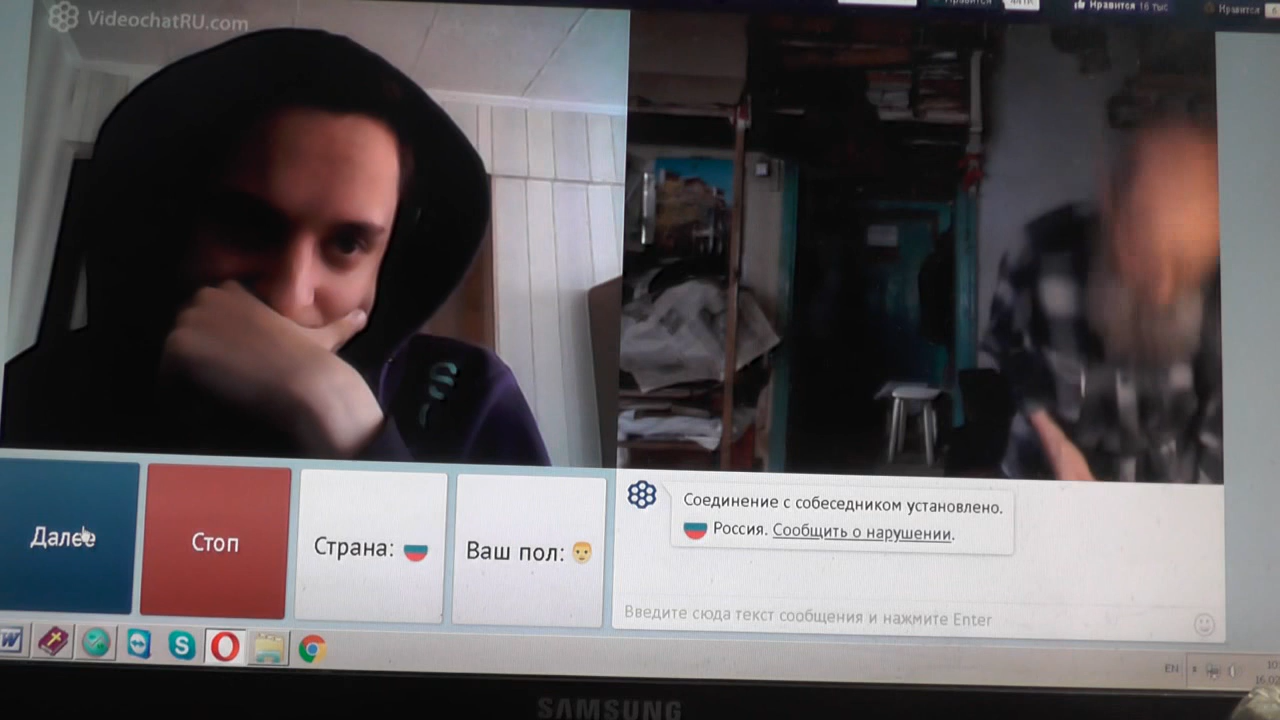 VideochatRU.com
Нравится 16 тыс.
Нравится
Соединение с собеседником установлено.
Россия. Сообщить о нарушении.
Далее
Стоп
Страна:
Ваш пол:
Введите сюда текст сообщения и нажмите Enter
EN
SAMSUNG